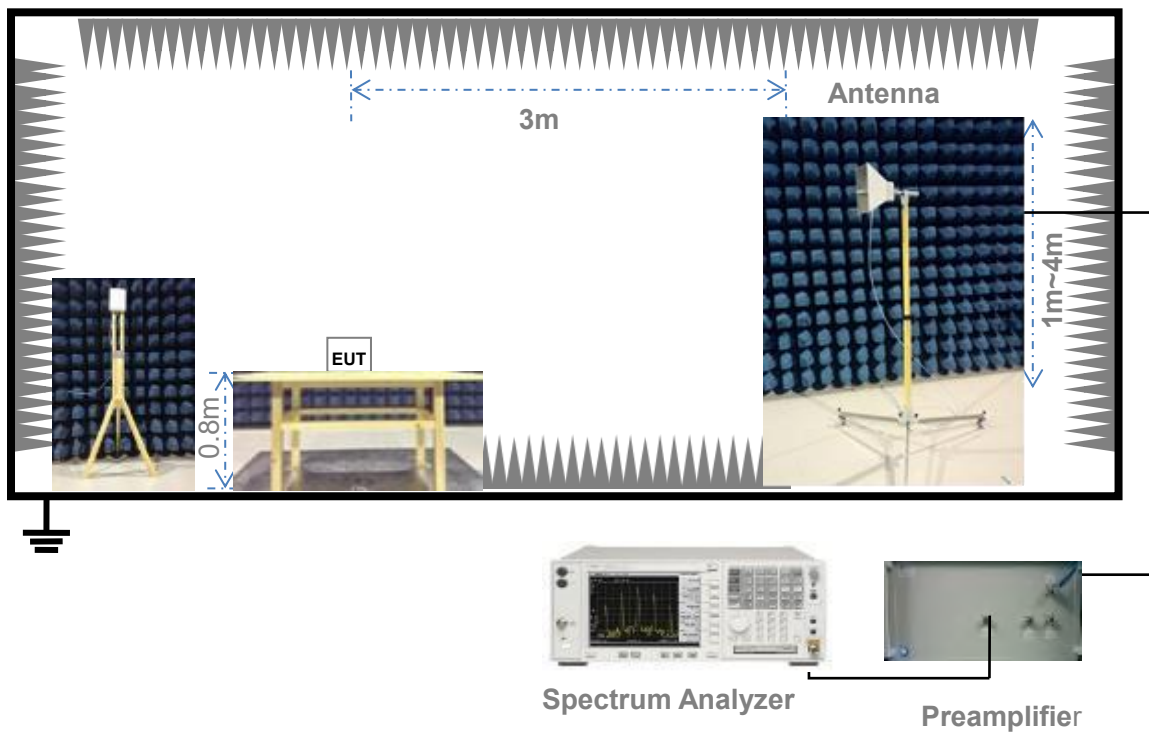 Antenna
3m
1m~4m
EUT
0.8m
Spectrum Analyzer
Preamplifier